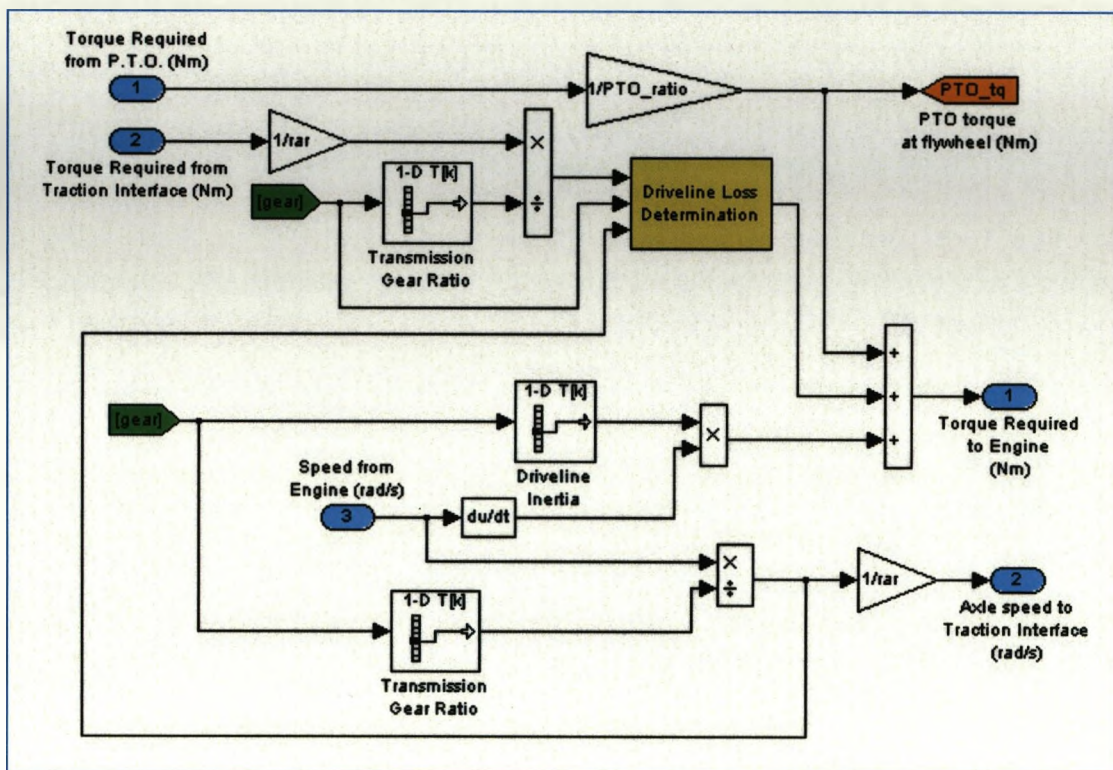 Torque Required
from P.T.O. (Nm)
1
1/PTO_ratio
PTO_tq
PTO torque
at flywheel (Nm)
2
Torque Required from
Traction Interface (Nm)
1/rar
×
÷
[gear]
1-D T[k]
Transmission
Gear Ratio
Driveline Loss
Determination
+
+
+
1
Torque Required
to Engine
(Nm)
[gear]
1-D T[k]
Driveline
Inertia
×
Speed from
Engine (rad/s)
3
du/dt
×
÷
1/rar
2
Axle speed to
Traction Interface
(rad/s)
1-D T[k]
Transmission
Gear Ratio